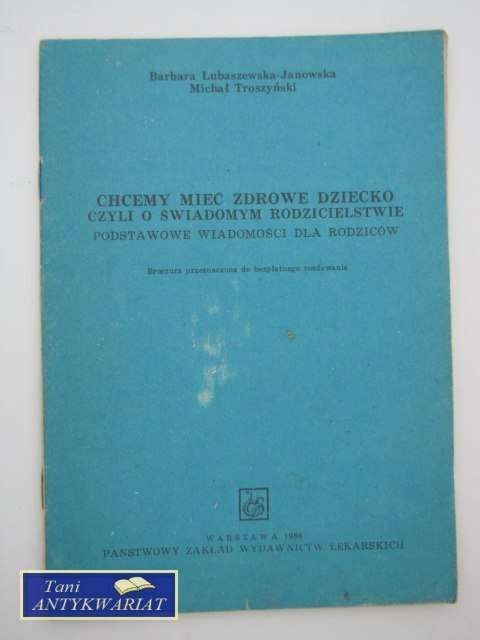 Barbara Lubaszewska-Janowska
Michał Troszyński
CHCEMY MIEĆ ZDROWE DZIECKO
CZYLI O ŚWIADOMYM RODZICIELSTWIE
PODSTAWOWE WIADOMOŚCI DLA RODZICÓW
Broszura przeznaczona do bezpłatnego rozdawania
WARSZAWA
PAŃSTWOWY ZAKŁAD WYDAWNICTW LEKARSKICH
Tani
ANTYKWARIAT